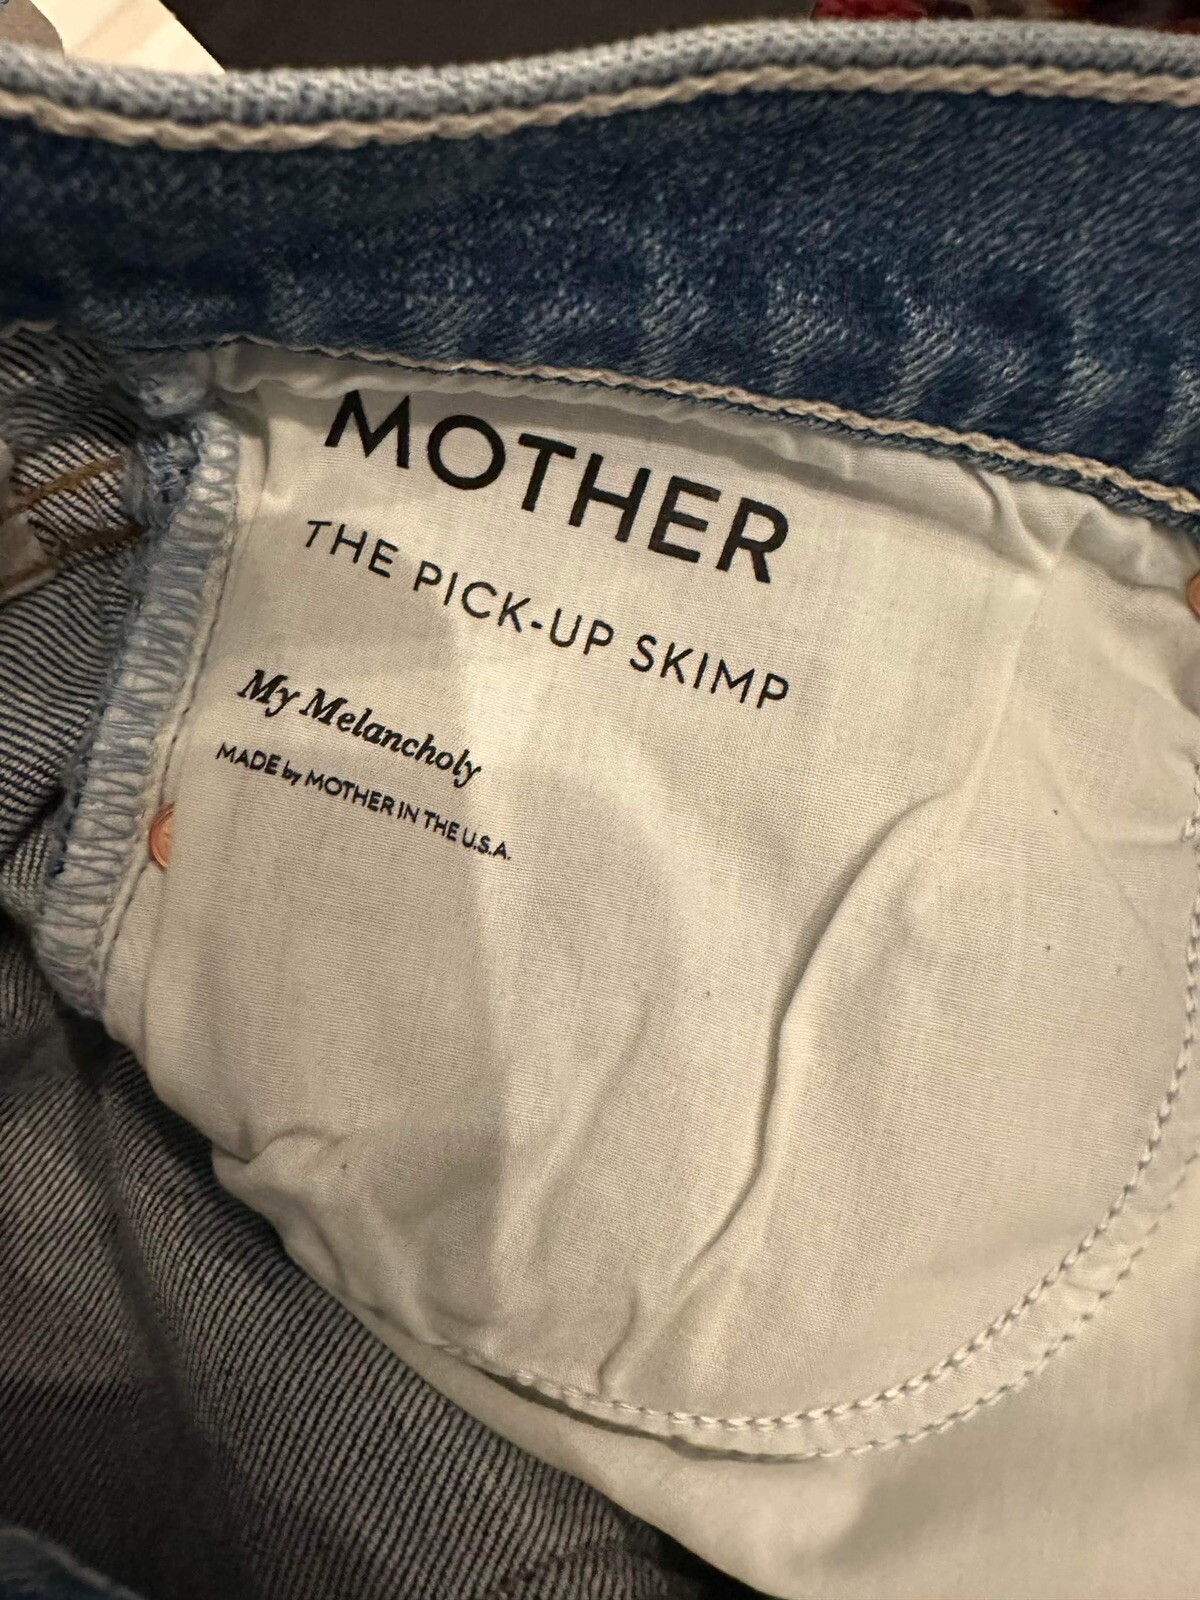 MOTHER
THE PICK-UP SKIMP
My Melancholy
MADE by MOTHER IN THE U.S.A.